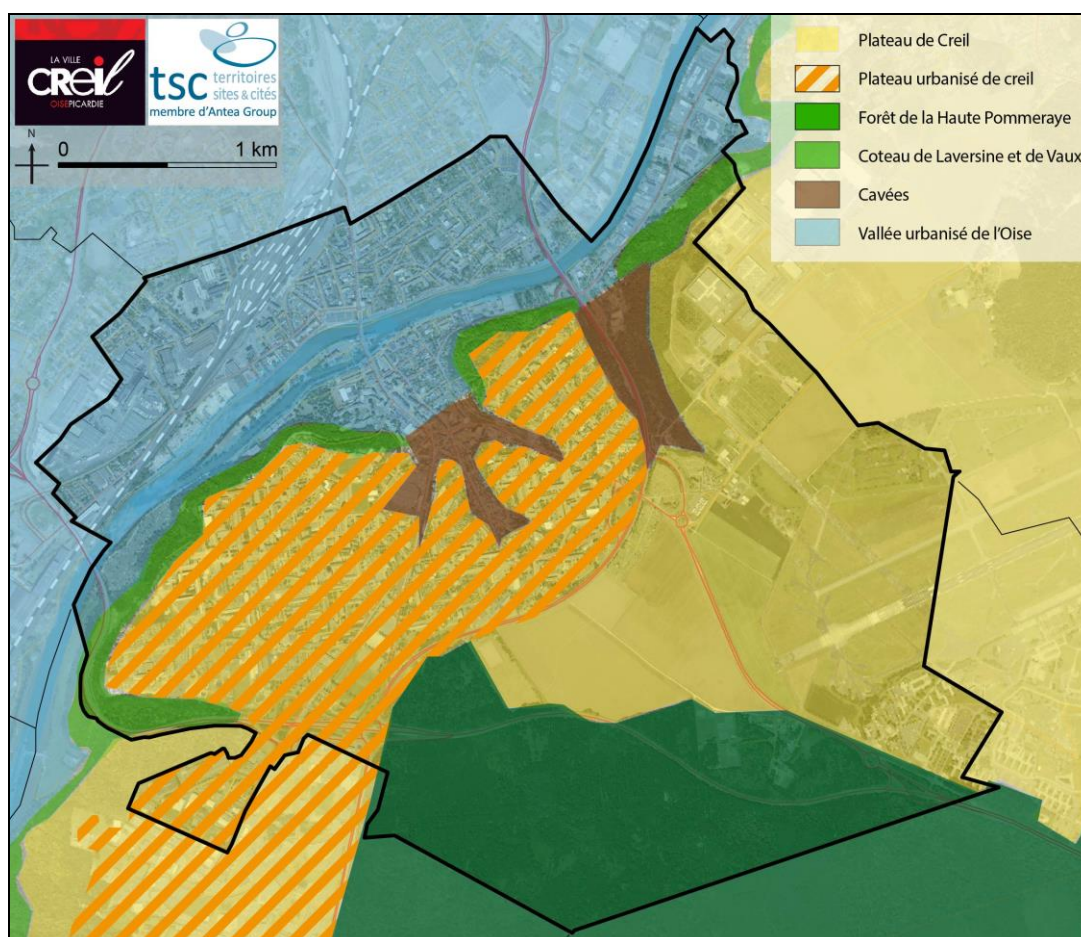 LA VILLE
CREIL
OISEPICARDIE
tsc territoires
sites & cités
membre d'Antea Group
N
0 1 km
Plateau de Creil
Plateau urbanisé de creil
Forêt de la Haute Pommeraye
Coteau de Laversine et de Vaux
Cavées
Vallée urbanisé de l'Oise